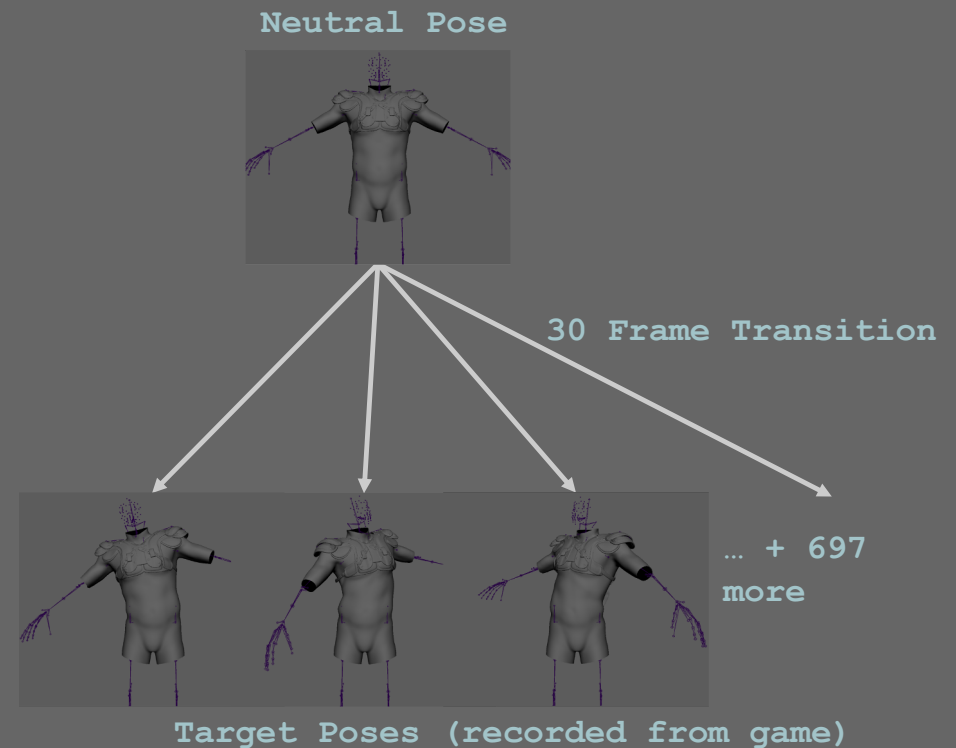 Neutral Pose
30 Frame Transition
… + 697
more
Target Poses (recorded from game)